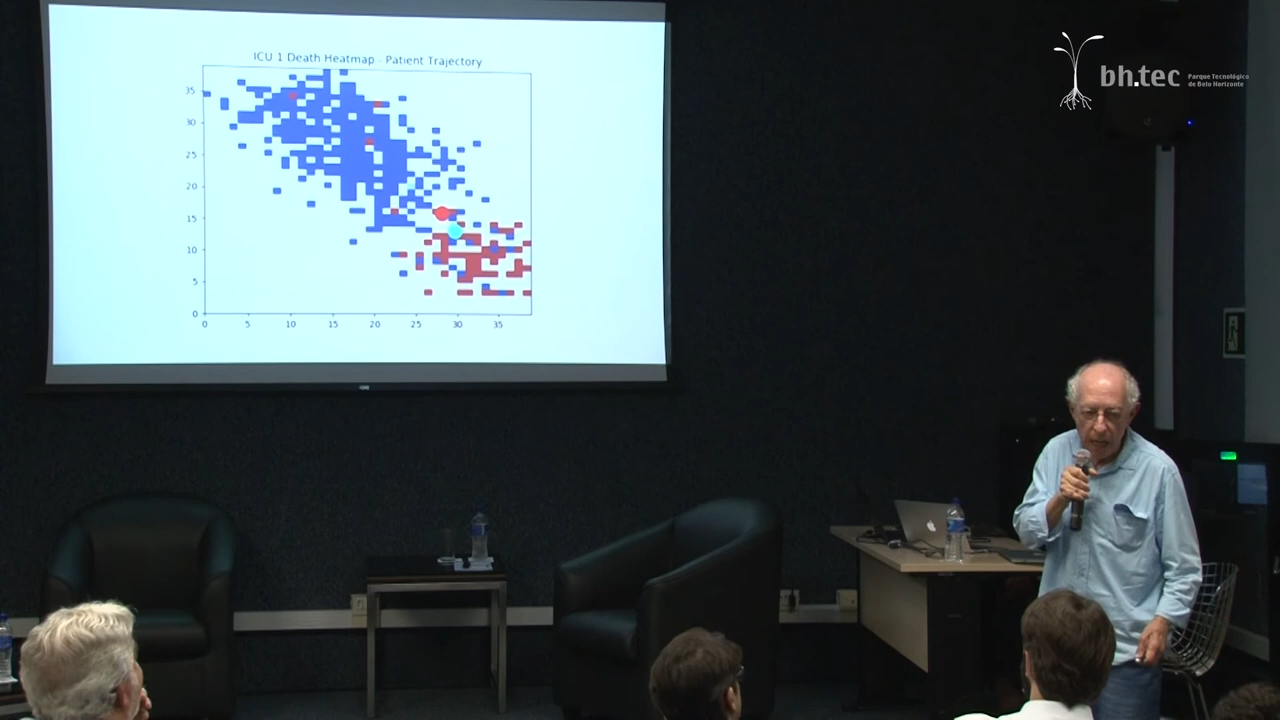 ICU 1 Death Heatmap - Patient Trajectory
35
30
25
20
15
10
5
0
0 5 10 15 20 25 30 35
bh.tec
Parque Tecnológico
de Belo Horizonte